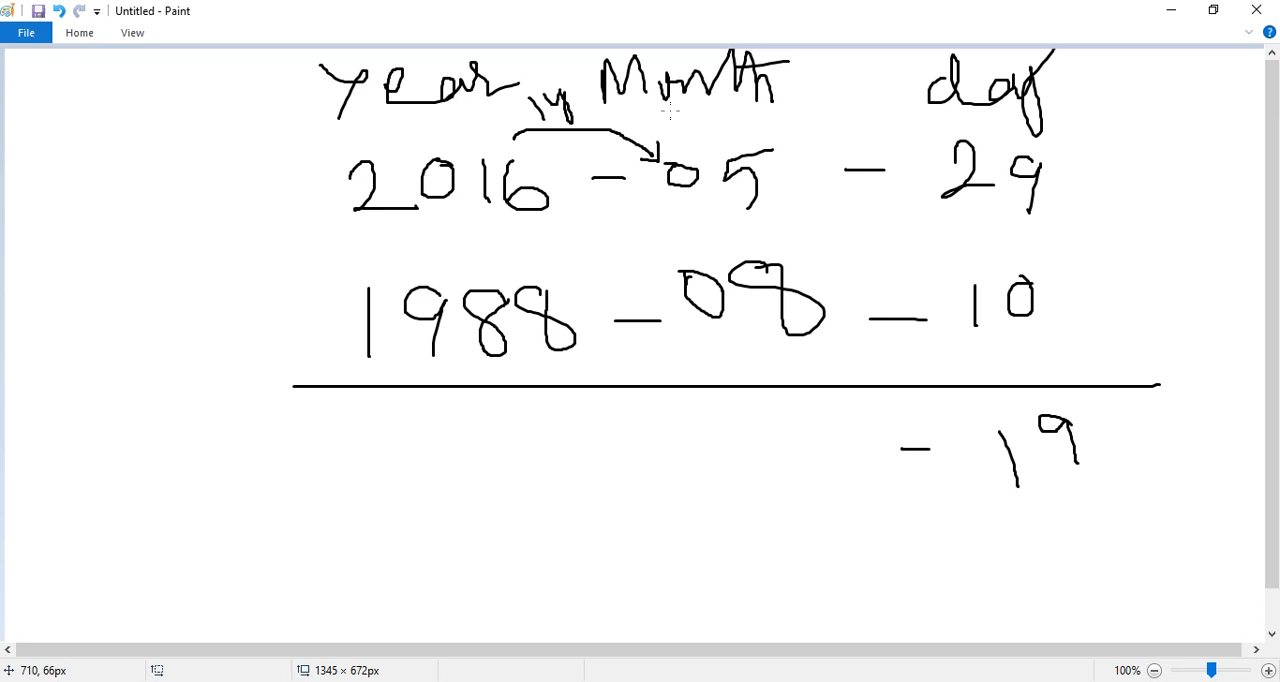 Untitled - Paint
File Home View
Year Month day
2016 - 05 - 29
1988 - 08 - 10
- 19
710, 66px 1345 × 672px 100%